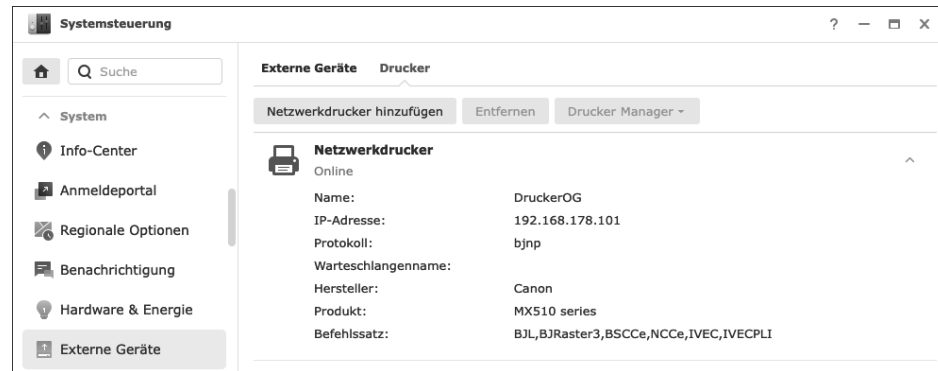 Systemsteuerung
Suche
System
Info-Center
Anmeldeportal
Regionale Optionen
Benachrichtigung
Hardware & Energie
Externe Geräte
Externe Geräte Drucker
Netzwerkdrucker hinzufügen Entfernen Drucker Manager
Netzwerkdrucker
Online
Name: DruckerOG
IP-Adresse: 192.168.178.101
Protokoll: bjnp
Warteschlangenname:
Hersteller: Canon
Produkt: MX510 series
Befehlssatz: BJL,BJRaster3,BSCCe,NCCe,IVEC,IVECPLI